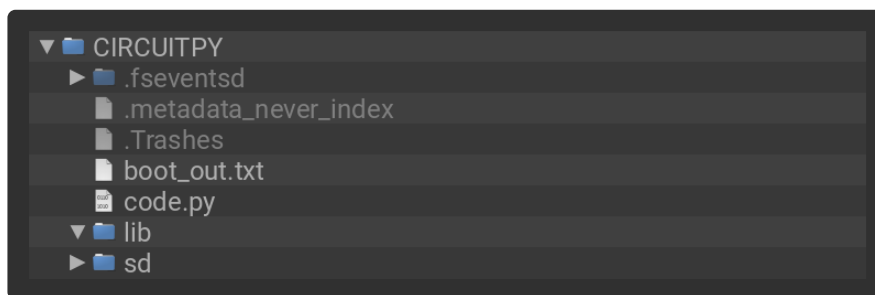 CIRCUITPY
.fseventsd
.metadata_never_index
.Trashes
boot_out.txt
code.py
lib
sd